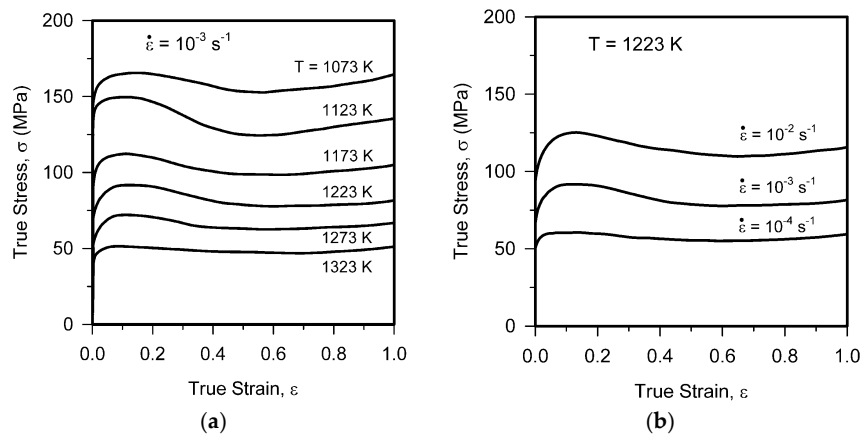 ε̇ = 10⁻³ s⁻¹
T = 1073 K
1123 K
1173 K
1223 K
1273 K
1323 K
200
150
100
50
0
True Stress, σ (MPa)
0.0 0.2 0.4 0.6 0.8 1.0
True Strain, ε
(a)
T = 1223 K
ε̇ = 10⁻² s⁻¹
ε̇ = 10⁻³ s⁻¹
ε̇ = 10⁻⁴ s⁻¹
200
150
100
50
0
True Stress, σ (MPa)
0.0 0.2 0.4 0.6 0.8 1.0
True Strain, ε
(b)